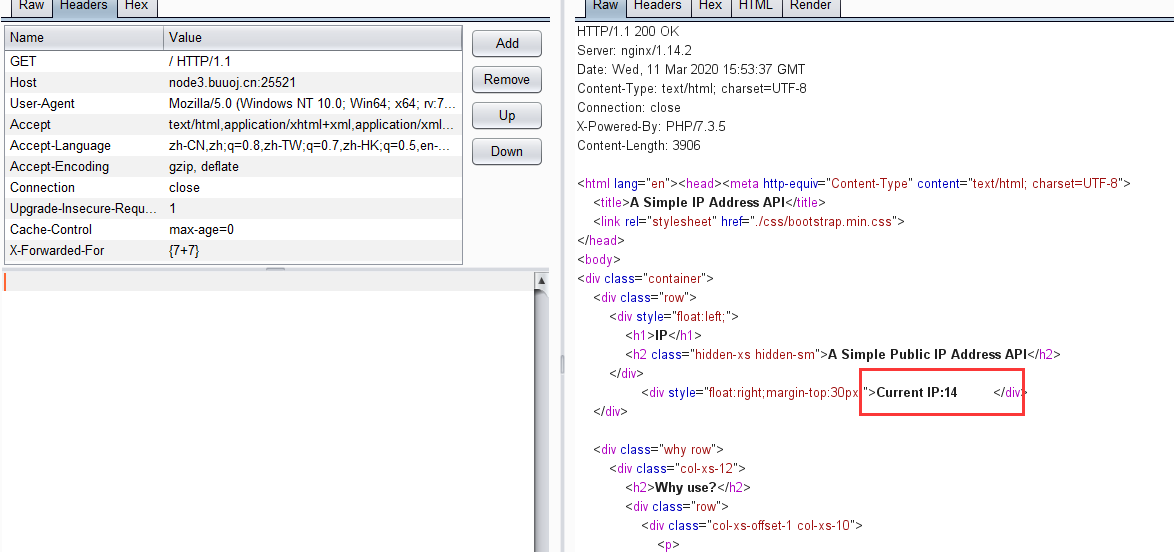 Raw Headers Hex
Name Value
GET / HTTP/1.1
Host node3.buuoj.cn:25521
User-Agent Mozilla/5.0 (Windows NT 10.0; Win64; x64; rv:7...
Accept text/html,application/xhtml+xml,application/xml...
Accept-Language zh-CN,zh;q=0.8,zh-TW;q=0.7,zh-HK;q=0.5,en-...
Accept-Encoding gzip, deflate
Connection close
Upgrade-Insecure-Requ... 1
Cache-Control max-age=0
X-Forwarded-For {7+7}
Add
Remove
Up
Down
Raw Headers Hex HTML Render
HTTP/1.1 200 OK
Server: nginx/1.14.2
Date: Wed, 11 Mar 2020 15:53:37 GMT
Content-Type: text/html; charset=UTF-8
Connection: close
X-Powered-By: PHP/7.3.5
Content-Length: 3906
<html lang="en"><head><meta http-equiv="Content-Type" content="text/html; charset=UTF-8">
<title>A Simple IP Address API</title>
<link rel="stylesheet" href="./css/bootstrap.min.css">
</head>
<body>
<div class="container">
<div class="row">
<div style="float:left;">
<h1>IP</h1>
<h2 class="hidden-xs hidden-sm">A Simple Public IP Address API</h2>
</div>
<div style="float:right;margin-top:30px;">Current IP:14 </div>
</div>
<div class="why row">
<div class="col-xs-12">
<h2>Why use?</h2>
<div class="row">
<div class="col-xs-offset-1 col-xs-10">
<p>